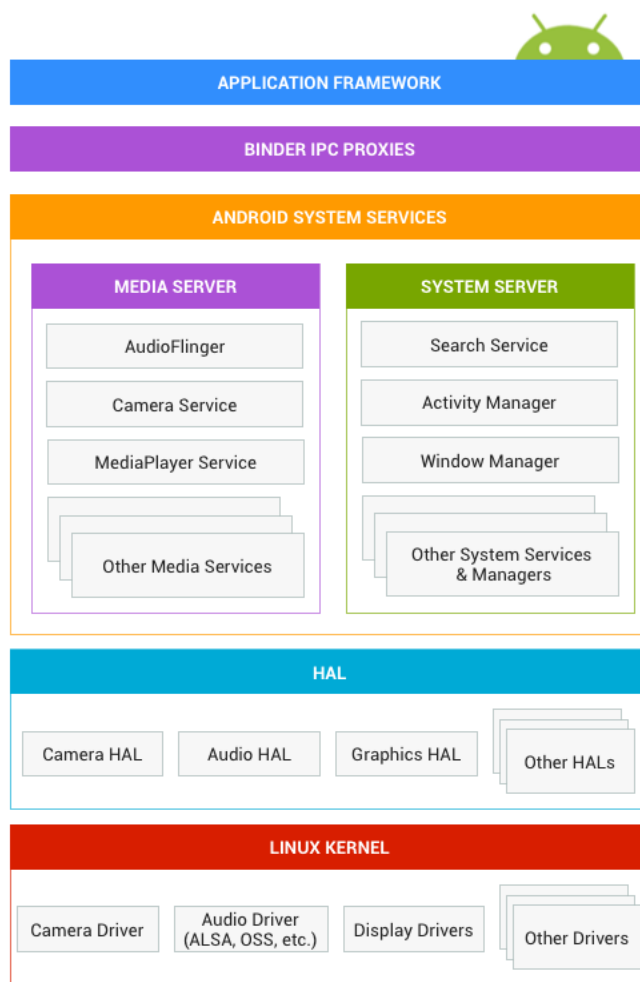 APPLICATION FRAMEWORK
BINDER IPC PROXIES
ANDROID SYSTEM SERVICES
MEDIA SERVER
AudioFlinger
Camera Service
MediaPlayer Service
Other Media Services
SYSTEM SERVER
Search Service
Activity Manager
Window Manager
Other System Services
& Managers
HAL
Camera HAL
Audio HAL
Graphics HAL
Other HALs
LINUX KERNEL
Camera Driver
Audio Driver
(ALSA, OSS, etc.)
Display Drivers
Other Drivers